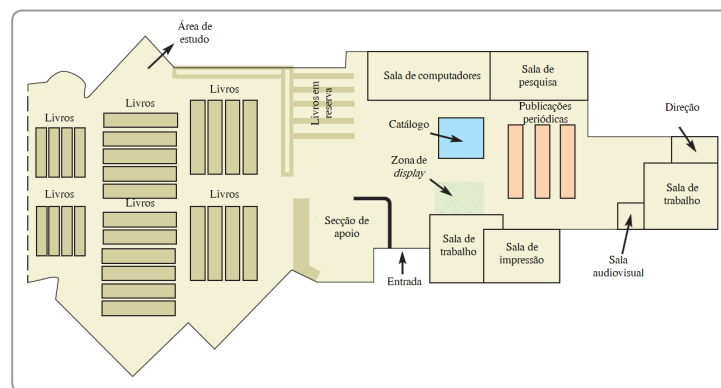 Área de
estudo
Livros
Livros
Livros
Livros
Livros
Livros
Livros em
reserva
Sala de computadores
Sala de
pesquisa
Publicações
periódicas
Direção
Catálogo
Zona de
display
Sala de
trabalho
Secção de
apoio
Sala de
trabalho
Sala de
impressão
Entrada
Sala
audiovisual